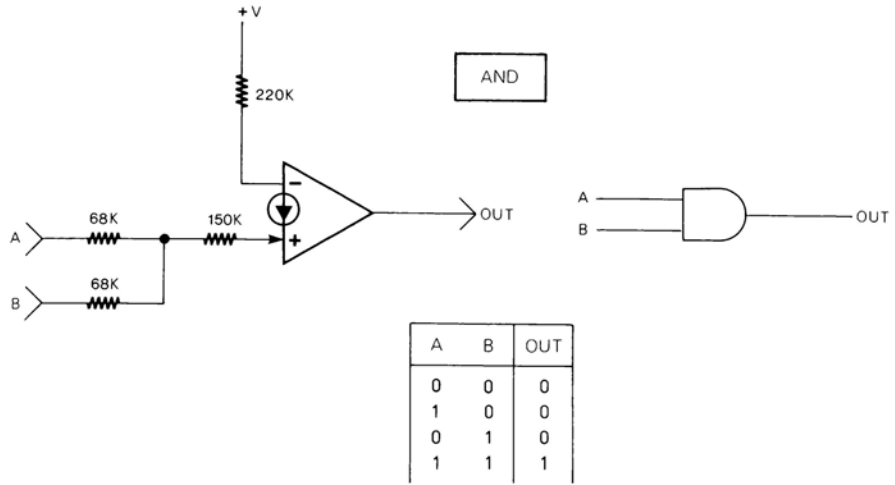 +V
220K
AND
−
68K
150K
A
+
OUT
68K
B
A
B
OUT
A B OUT
0 0 0
1 0 0
0 1 0
1 1 1